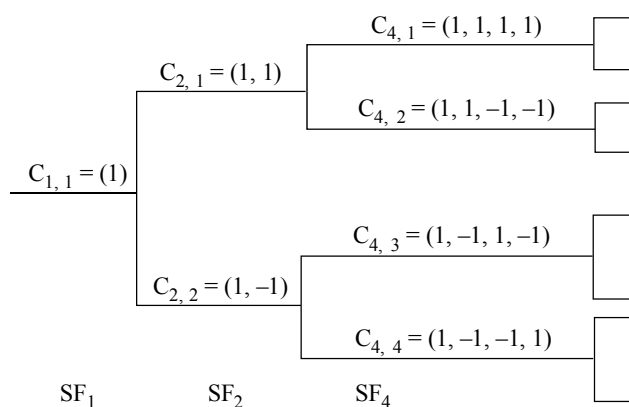 C4, 1 = (1, 1, 1, 1)
C2, 1 = (1, 1)
C4, 2 = (1, 1, –1, –1)
C1, 1 = (1)
C4, 3 = (1, –1, 1, –1)
C2, 2 = (1, –1)
C4, 4 = (1, –1, –1, 1)
SF1 SF2 SF4